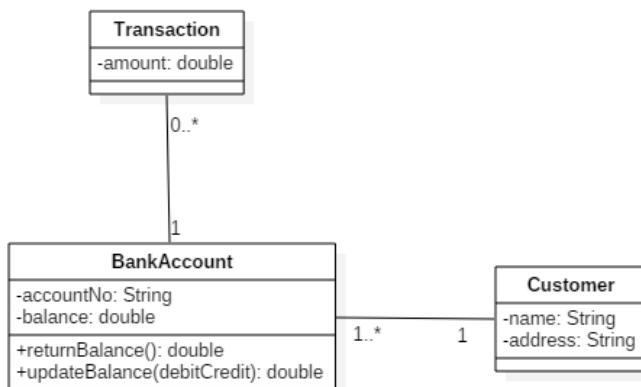 Transaction
-amount: double
0..*
1
BankAccount
-accountNo: String
-balance: double
+returnBalance(): double
+updateBalance(debitCredit): double
1..*
1
Customer
-name: String
-address: String